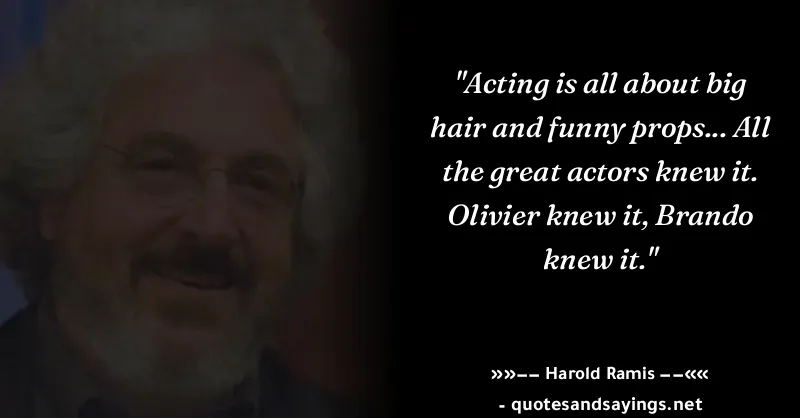 "Acting is all about big
hair and funny props... All
the great actors knew it.
Olivier knew it, Brando
knew it."
»»−− Harold Ramis −−««
- quotesandsayings.net